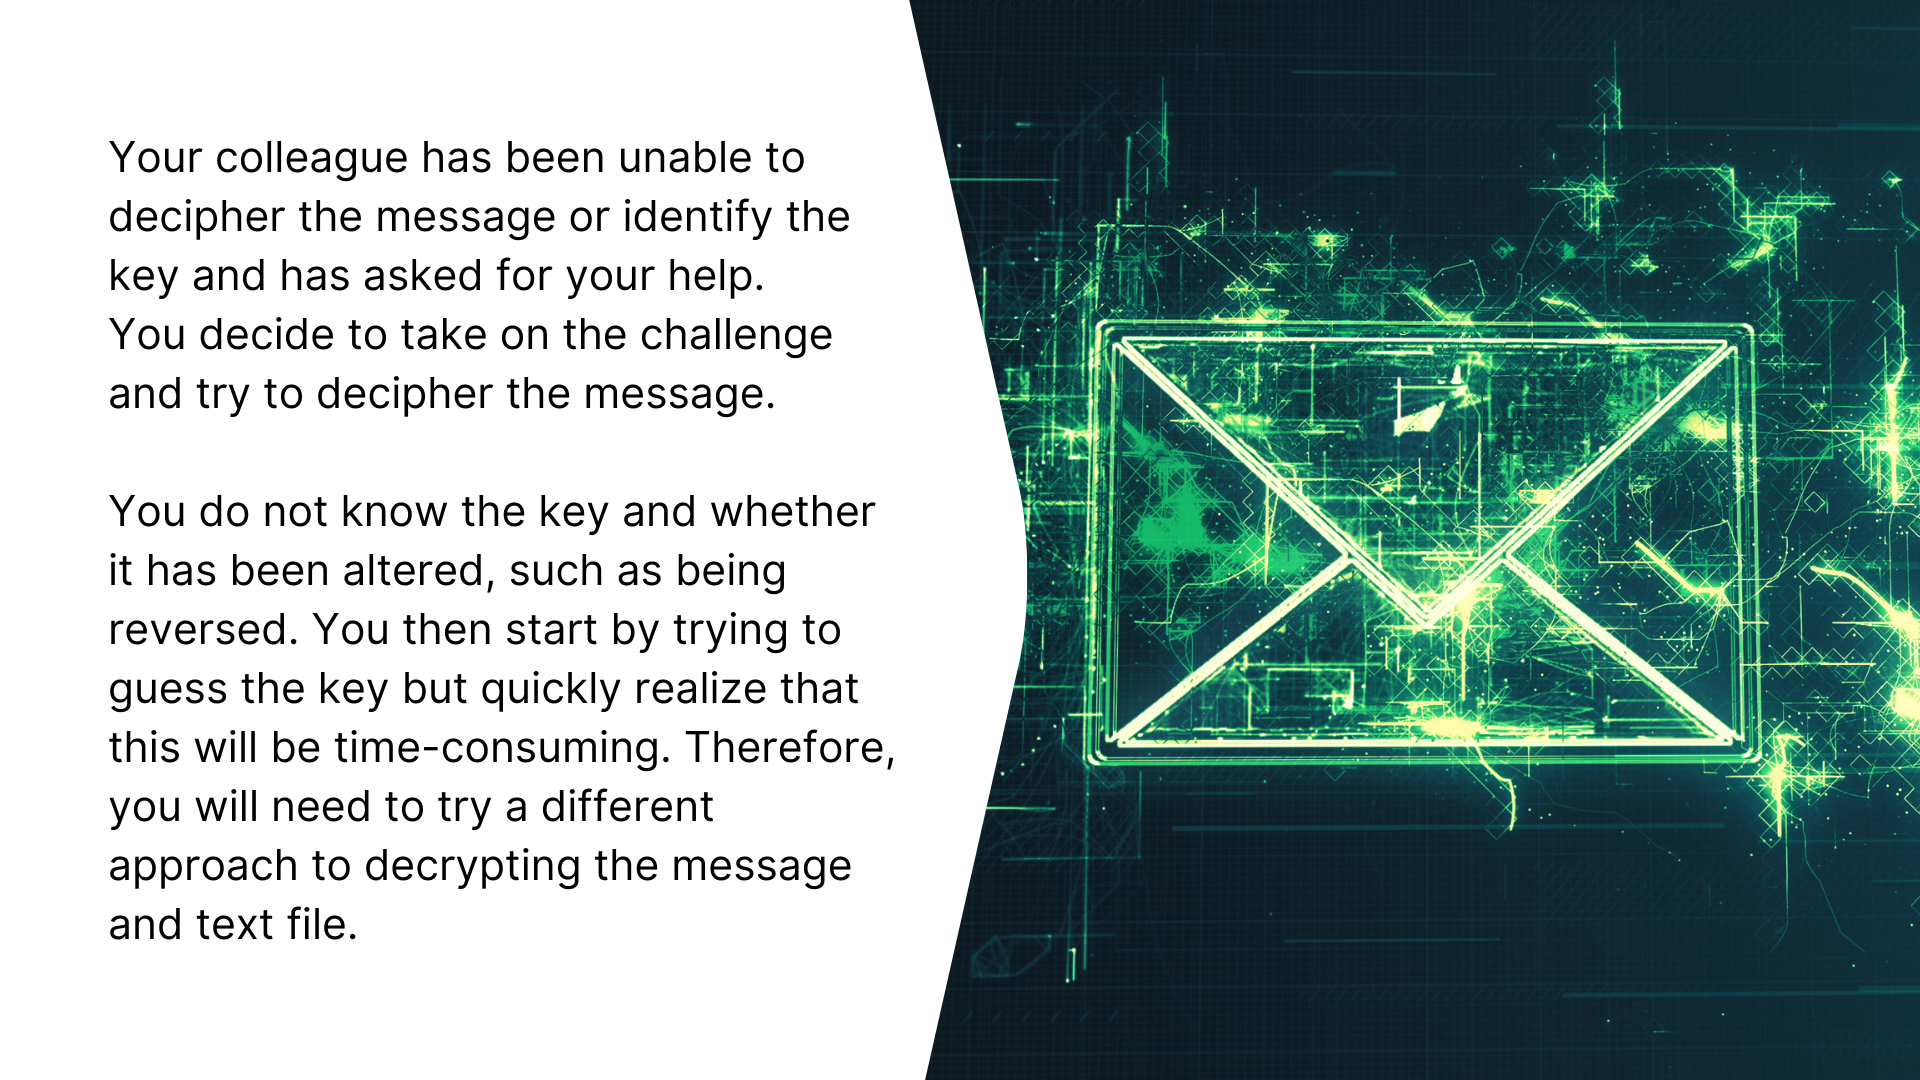 Your colleague has been unable to
decipher the message or identify the
key and has asked for your help.
You decide to take on the challenge
and try to decipher the message.
You do not know the key and whether
it has been altered, such as being
reversed. You then start by trying to
guess the key but quickly realize that
this will be time-consuming. Therefore,
you will need to try a different
approach to decrypting the message
and text file.